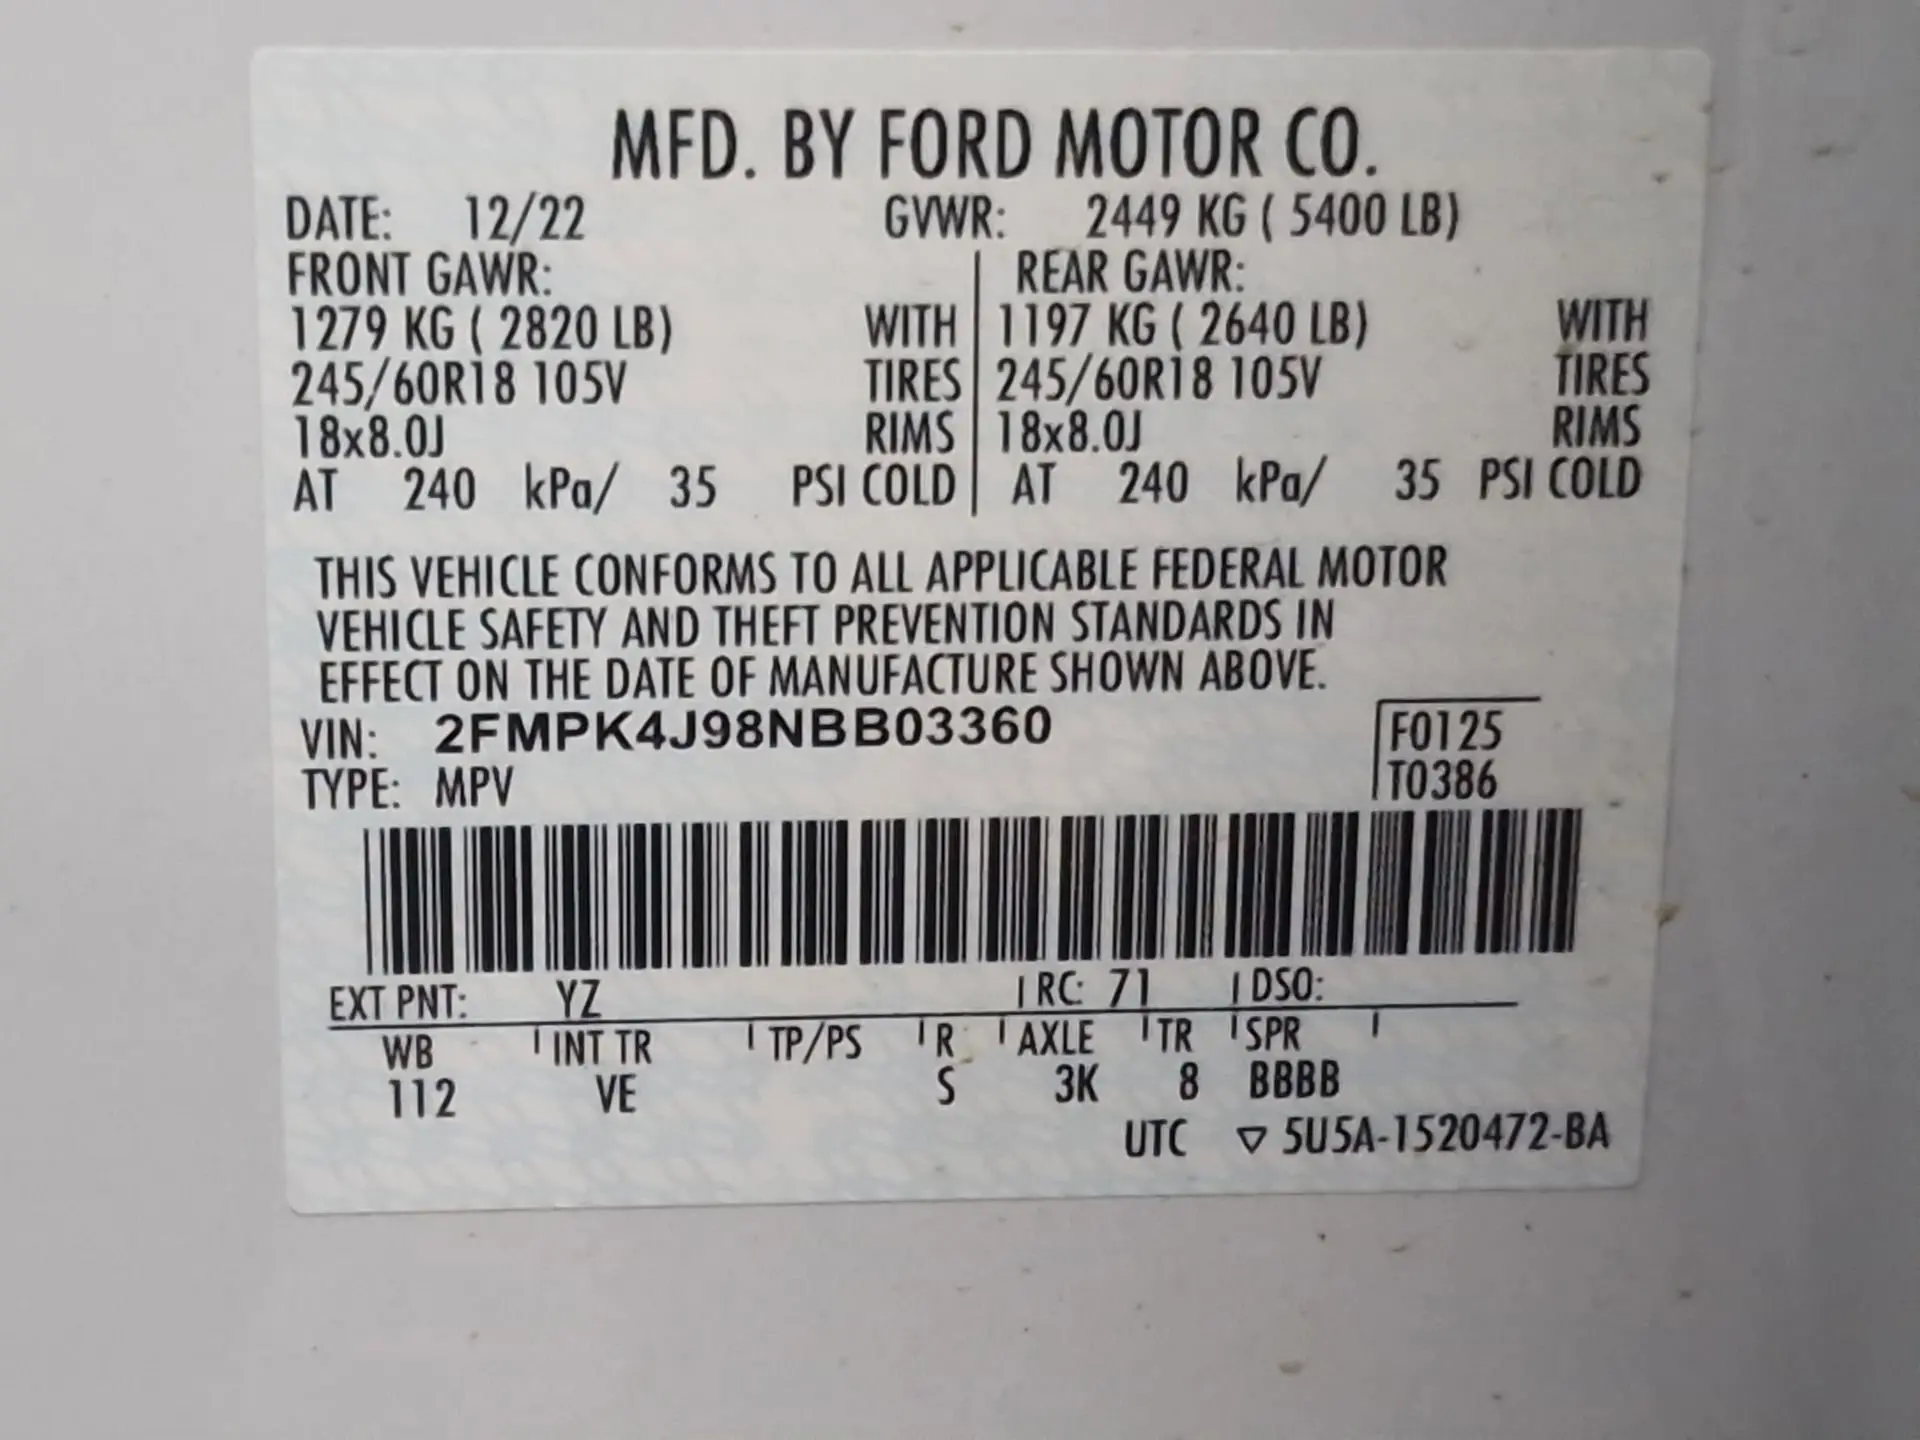 MFD. BY FORD MOTOR CO.
DATE: 12/22 GVWR: 2449 KG ( 5400 LB)
FRONT GAWR: REAR GAWR:
1279 KG ( 2820 LB) WITH 1197 KG ( 2640 LB) WITH
245/60R18 105V TIRES 245/60R18 105V TIRES
18x8.0J RIMS 18x8.0J RIMS
AT 240 kPa/ 35 PSI COLD AT 240 kPa/ 35 PSI COLD
THIS VEHICLE CONFORMS TO ALL APPLICABLE FEDERAL MOTOR
VEHICLE SAFETY AND THEFT PREVENTION STANDARDS IN
EFFECT ON THE DATE OF MANUFACTURE SHOWN ABOVE.
VIN: 2FMPK4J98NBB03360 F0125
TYPE: MPV T0386
EXT PNT: YZ RC: 71 DSO:
WB INT TR TP/PS R AXLE TR SPR
112 VE S 3K 8 BBBB
UTC ▽ 5U5A-1520472-BA